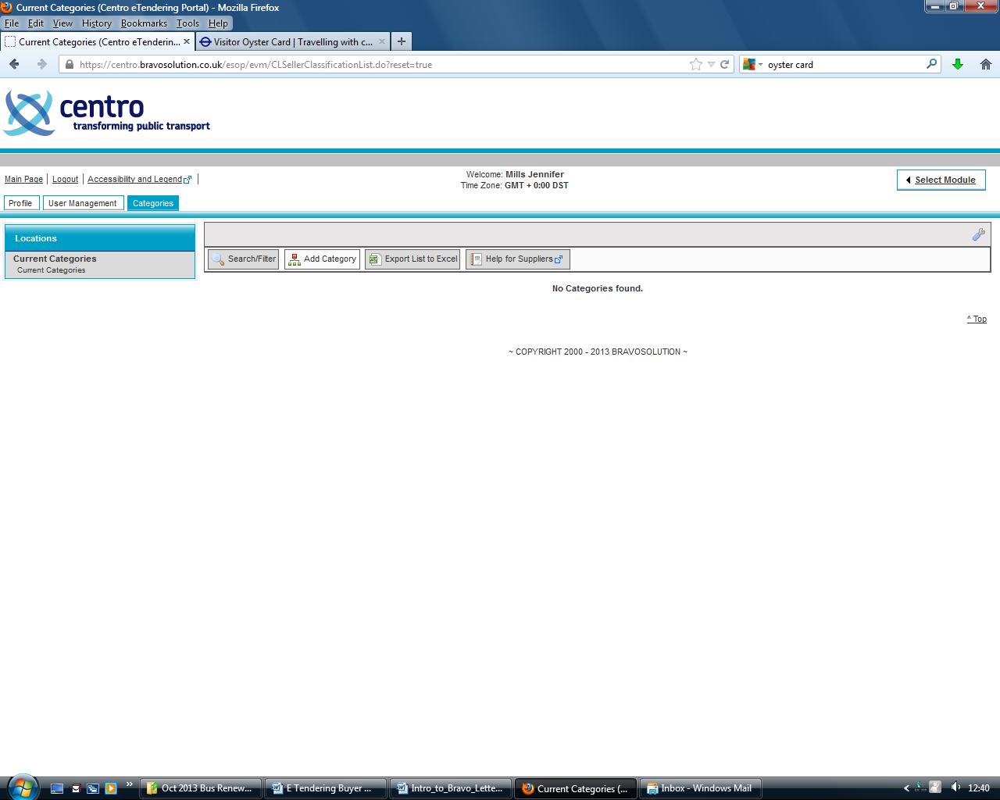 Current Categories (Centro eTendering Portal) - Mozilla Firefox
File Edit View History Bookmarks Tools Help
Current Categories (Centro eTenderin... Visitor Oyster Card | Travelling with c...
https://centro.bravosolution.co.uk/esop/evm/CLSellerClassificationList.do?reset=true oyster card
centro
transforming public transport
Main Page Logout Accessibility and Legend
Welcome: Mills Jennifer
Time Zone: GMT + 0:00 DST
Select Module
Profile User Management Categories
Locations
Current Categories
Current Categories
Search/Filter Add Category Export List to Excel Help for Suppliers
No Categories found.
^ Top
~ COPYRIGHT 2000 - 2013 BRAVOSOLUTION ~
Oct 2013 Bus Renew... E Tendering Buyer ... Intro_to_Bravo_Lette... Current Categories (... Inbox - Windows Mail 12:40